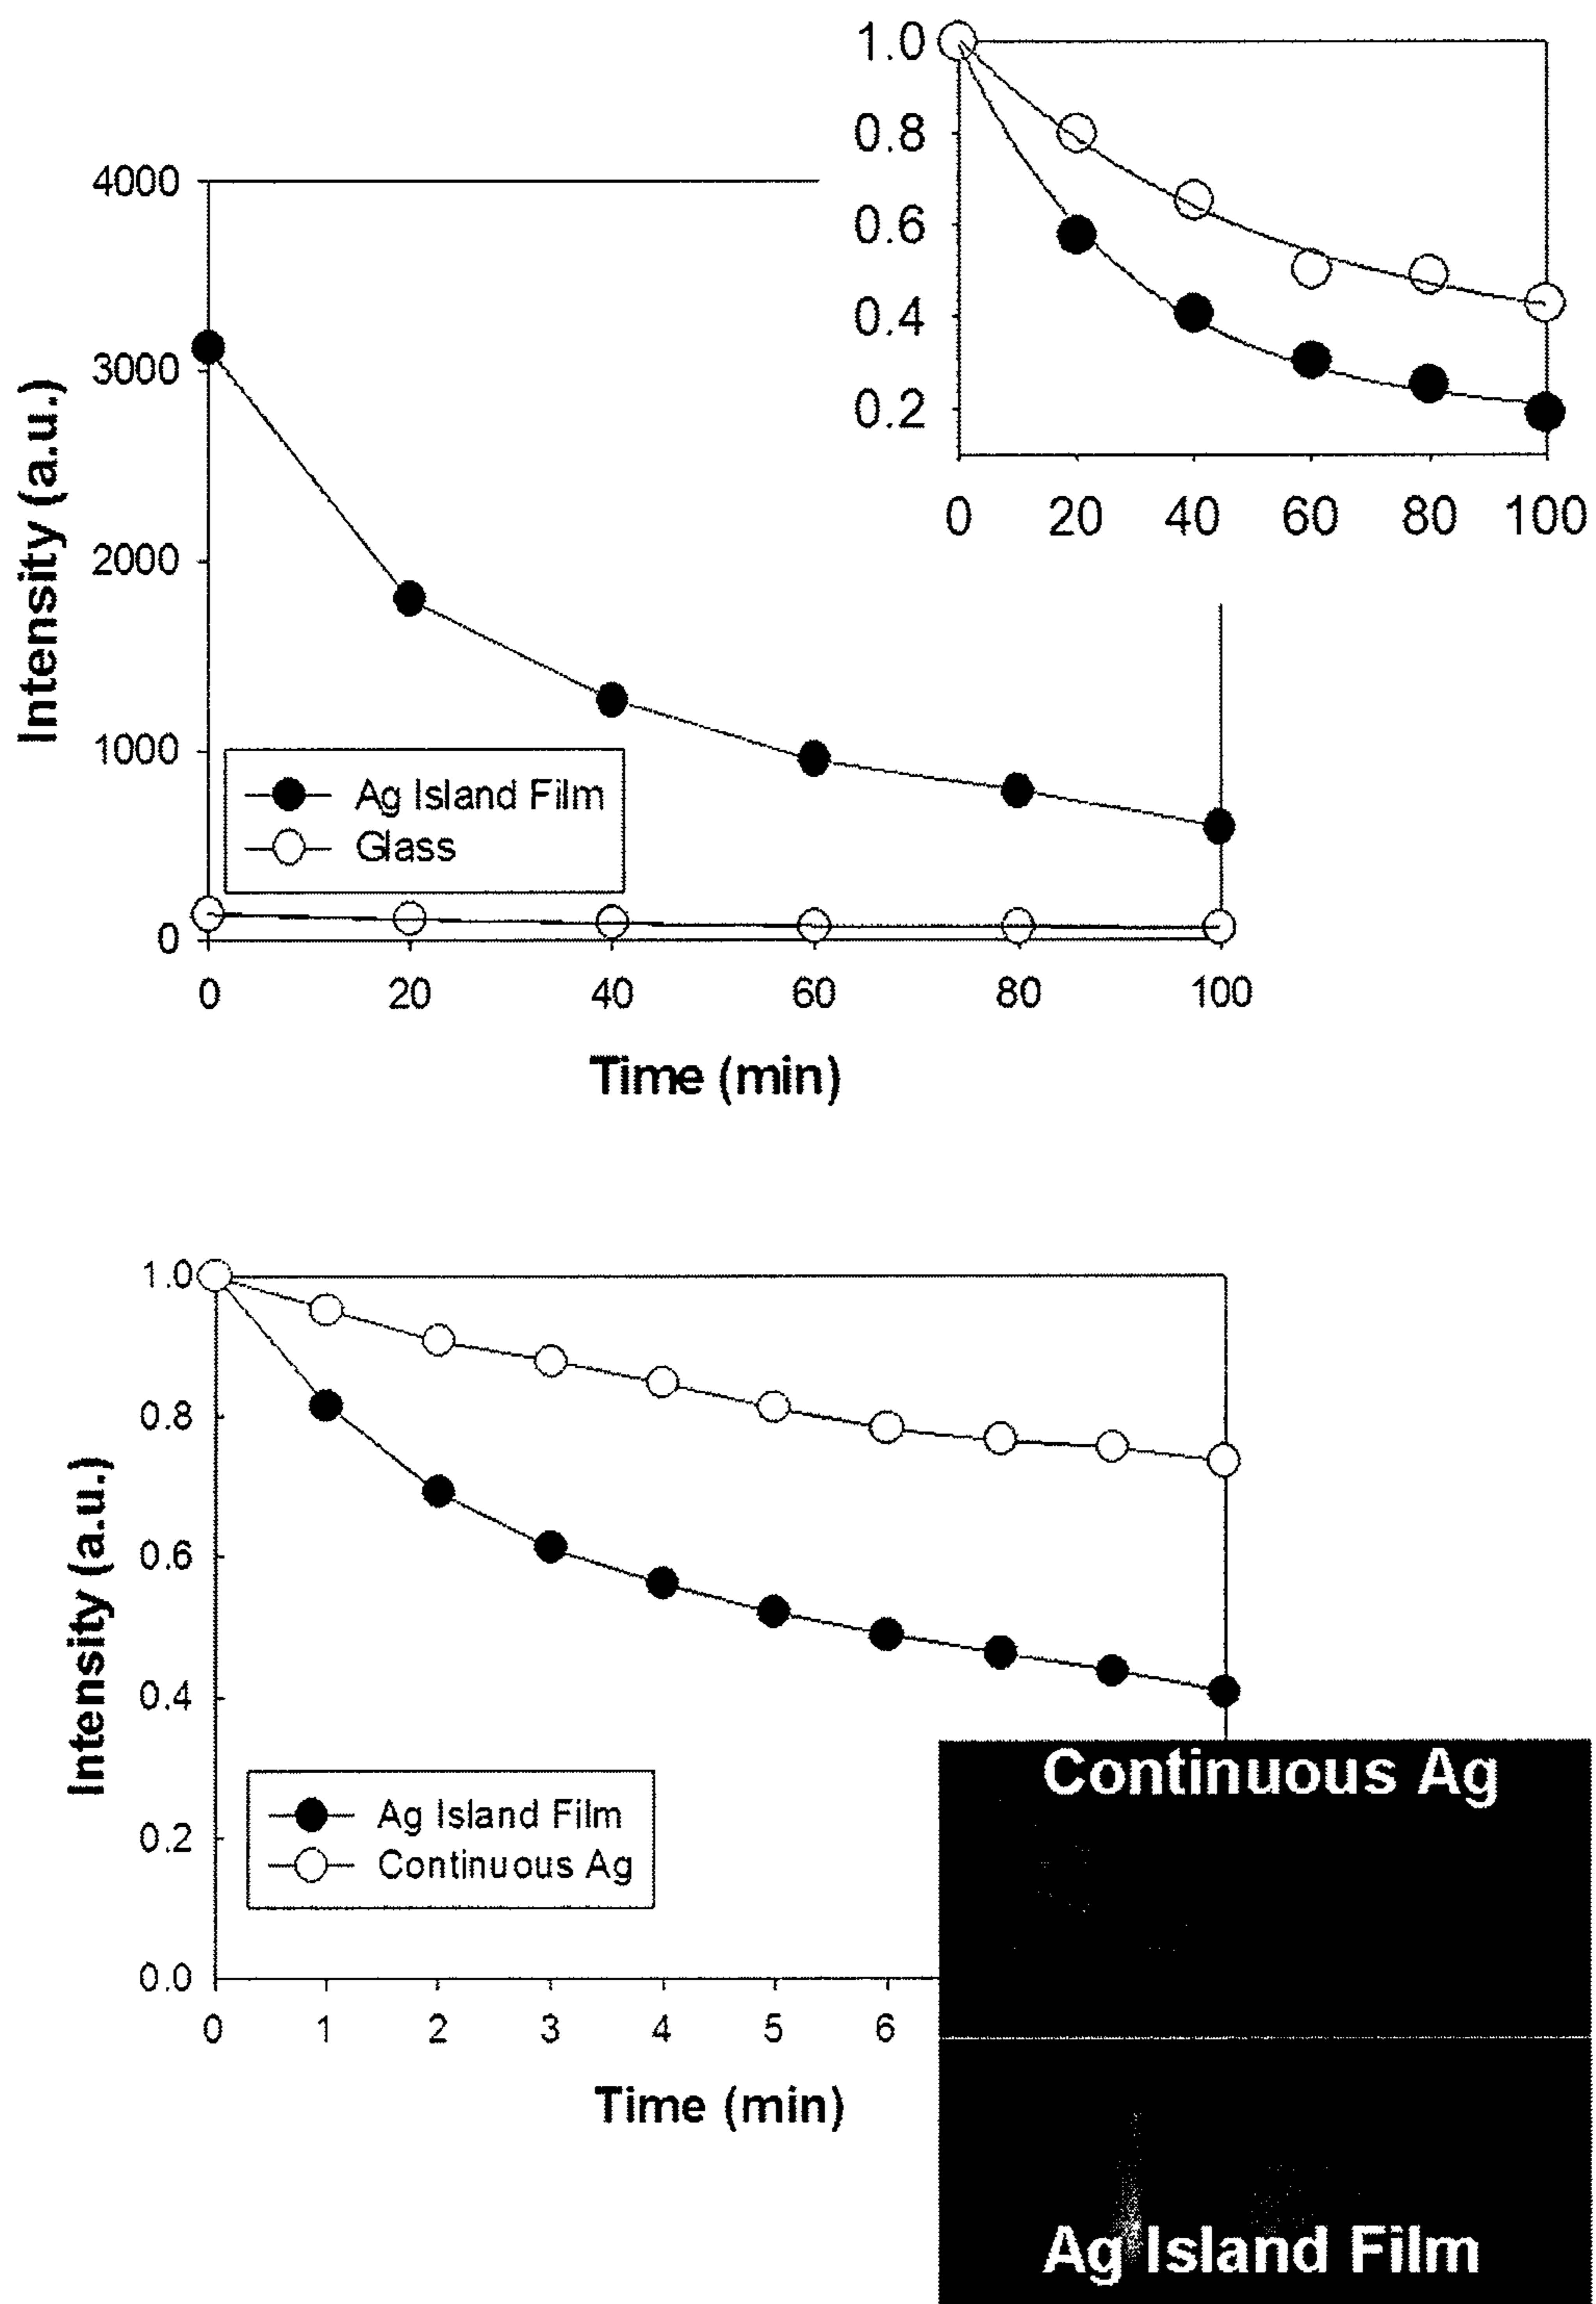 1.0
0.8
0.6
0.4
0.2
0 20 40 60 80 100
4000
3000
2000
1000
0
Intensity (a.u.)
Ag Island Film
Glass
0 20 40 60 80 100
Time (min)
1.0
0.8
0.6
0.4
0.2
0.0
Intensity (a.u.)
Ag Island Film
Continuous Ag
0 1 2 3 4 5 6
Time (min)
Continuous Ag
Ag Island Film